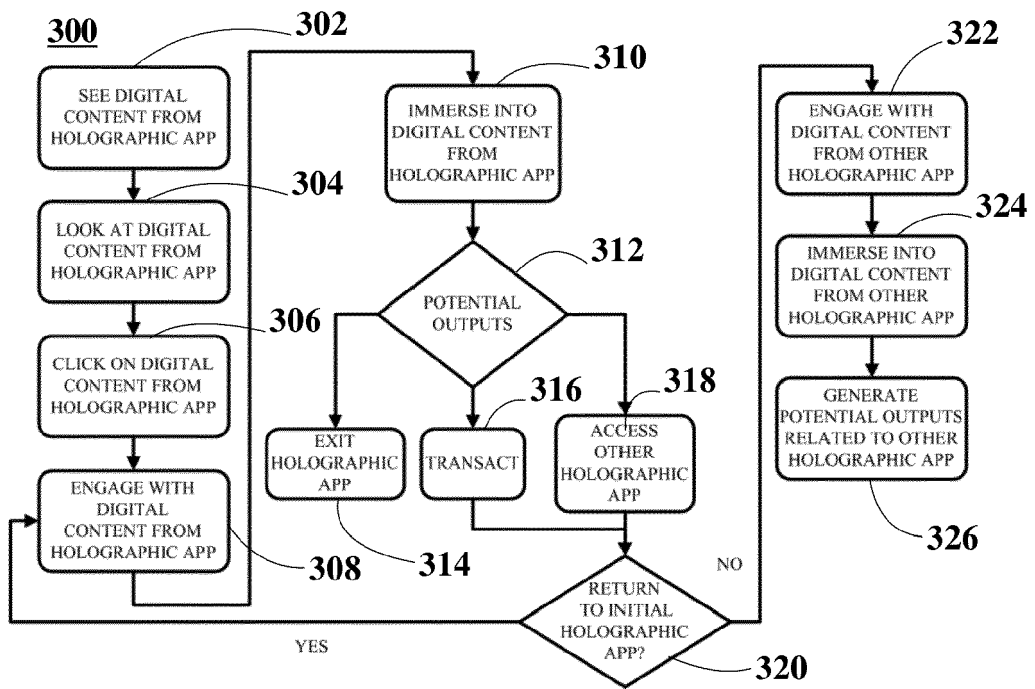 300
302
SEE DIGITAL
CONTENT FROM
HOLOGRAPHIC APP
304
LOOK AT DIGITAL
CONTENT FROM
HOLOGRAPHIC APP
306
CLICK ON DIGITAL
CONTENT FROM
HOLOGRAPHIC APP
ENGAGE WITH
DIGITAL
CONTENT FROM
HOLOGRAPHIC APP
308
310
IMMERSE INTO
DIGITAL CONTENT
FROM
HOLOGRAPHIC APP
312
POTENTIAL
OUTPUTS
EXIT
HOLOGRAPHIC
APP
314
316
TRANSACT
318
ACCESS
OTHER
HOLOGRAPHIC
APP
RETURN
TO INITIAL
HOLOGRAPHIC
APP?
320
YES
NO
322
ENGAGE WITH
DIGITAL CONTENT
FROM OTHER
HOLOGRAPHIC APP
324
IMMERSE INTO
DIGITAL CONTENT
FROM OTHER
HOLOGRAPHIC APP
GENERATE
POTENTIAL OUTPUTS
RELATED TO OTHER
HOLOGRAPHIC APP
326